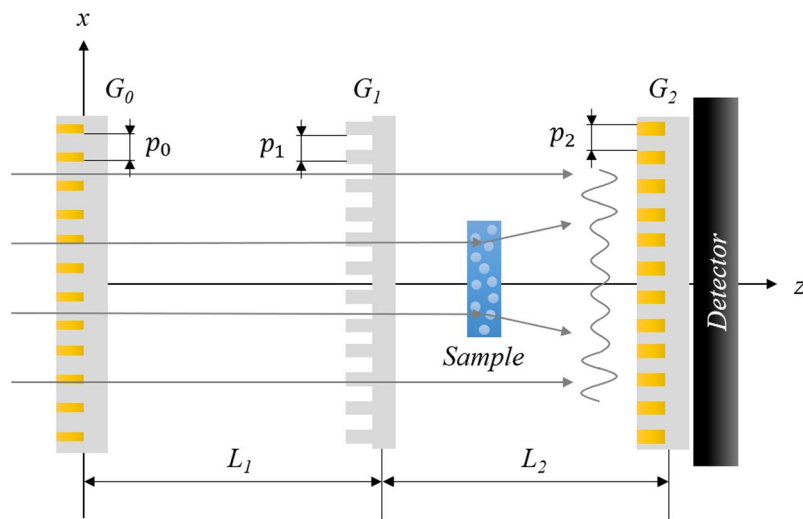 x
G₀
G₁
G₂
p₀
p₁
p₂
z
Detector
Sample
L₁
L₂